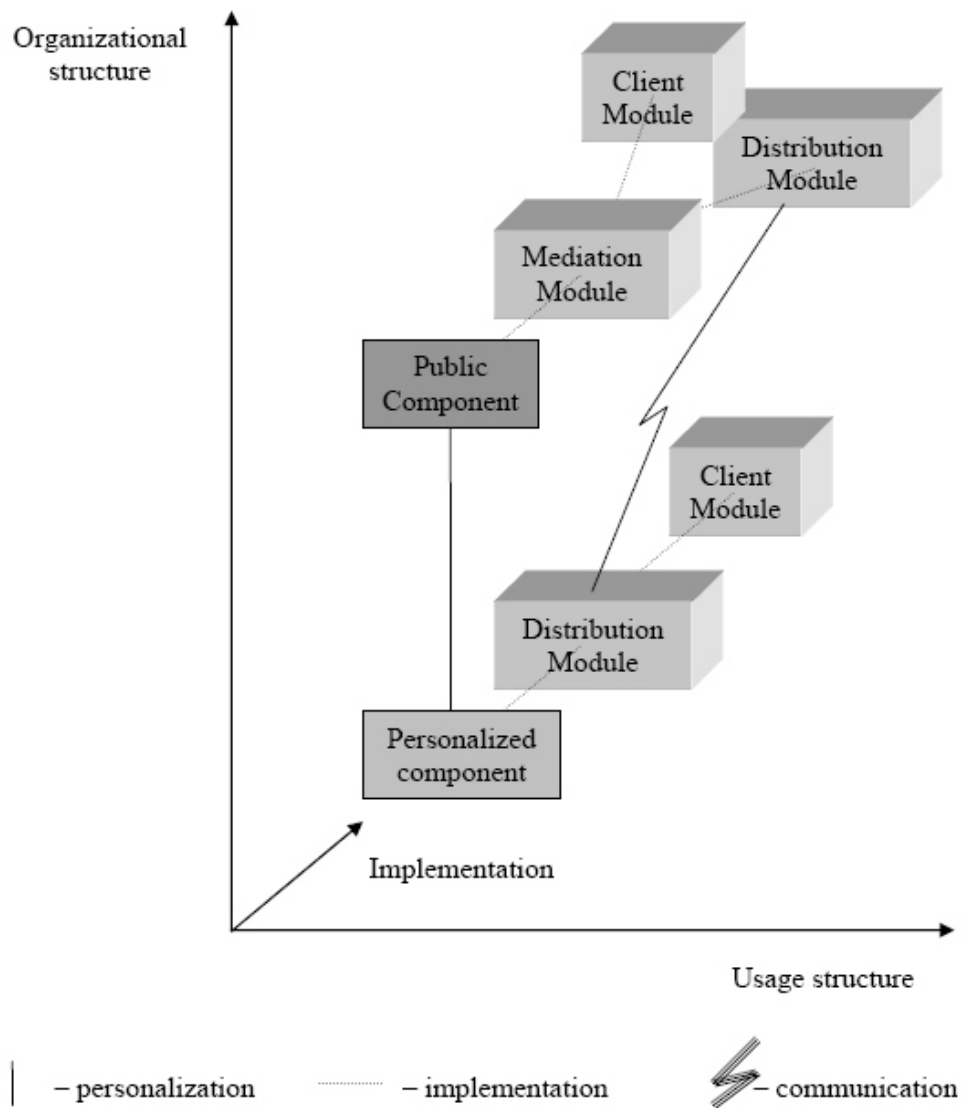 Organizational
structure
Client
Module
Distribution
Module
Mediation
Module
Public
Component
Client
Module
Distribution
Module
Personalized
component
Implementation
Usage structure
– personalization
– implementation
– communication